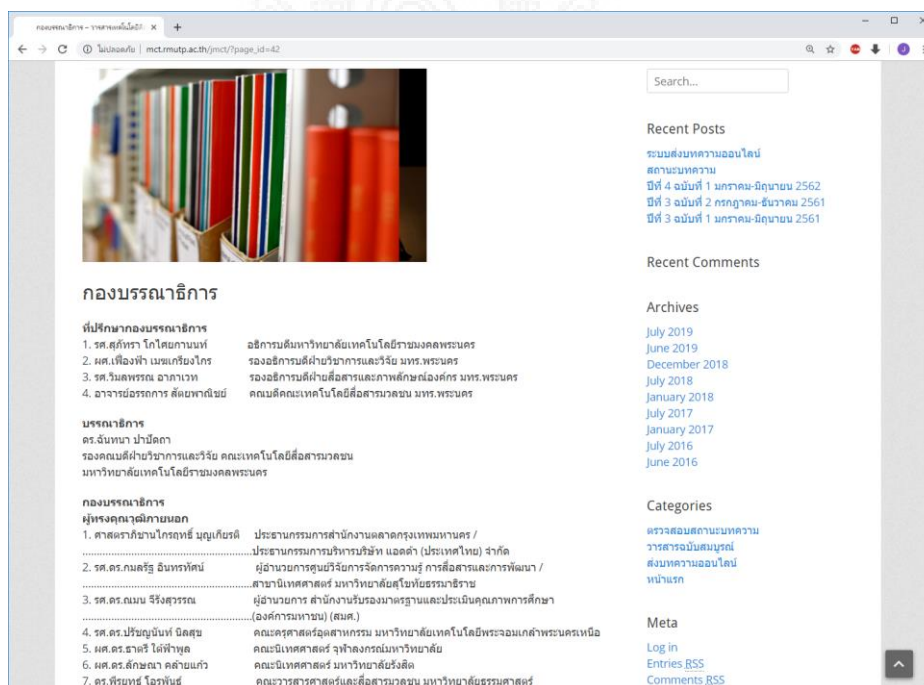 กองบรรณาธิการ – วารสารเทคโนโลยีสื่
ไม่ปลอดภัย | mct.rmutp.ac.th/jmct/?page_id=42
กองบรรณาธิการ
ที่ปรึกษากองบรรณาธิการ
1. รศ.สุภัทรา โกไศยกานนท์ อธิการบดีมหาวิทยาลัยเทคโนโลยีราชมงคลพระนคร
2. ผศ.เฟื่องฟ้า เมฆเกรียงไกร รองอธิการบดีฝ่ายวิชาการและวิจัย มทร.พระนคร
3. รศ.วิมลพรรณ อาภาเวท รองอธิการบดีฝ่ายสื่อสารและภาพลักษณ์องค์กร มทร.พระนคร
4. อาจารย์อรรถการ สัตยพาณิชย์ คณบดีคณะเทคโนโลยีสื่อสารมวลชน มทร.พระนคร
บรรณาธิการ
ดร.ฉันทนา ปาปัดถา
รองคณบดีฝ่ายวิชาการและวิจัย คณะเทคโนโลยีสื่อสารมวลชน
มหาวิทยาลัยเทคโนโลยีราชมงคลพระนคร
กองบรรณาธิการ
ผู้ทรงคุณวุฒิภายนอก
1. ศาสตราภิชานไกรฤทธิ์ บุญเกียรติ ประธานกรรมการสำนักงานตลาดกรุงเทพมหานคร /
ประธานกรรมการบริหารบริษัท แอดด้า (ประเทศไทย) จำกัด
2. รศ.ดร.กมลรัฐ อินทรทัศน์ ผู้อำนวยการศูนย์วิจัยการจัดการความรู้ การสื่อสารและการพัฒนา /
สาขานิเทศศาสตร์ มหาวิทยาลัยสุโขทัยธรรมาธิราช
3. รศ.ดร.ณมน จีรังสุวรรณ ผู้อำนวยการ สำนักงานรับรองมาตรฐานและประเมินคุณภาพการศึกษา
(องค์การมหาชน) (สมศ.)
4. รศ.ดร.ปรัชญนันท์ นิลสุข คณะครุศาสตร์อุตสาหกรรม มหาวิทยาลัยเทคโนโลยีพระจอมเกล้าพระนครเหนือ
5. ผศ.ดร.ธาตรี ใต้ฟ้าพูล คณะนิเทศศาสตร์ จุฬาลงกรณ์มหาวิทยาลัย
6. ผศ.ดร.ลักษณา คล้ายแก้ว คณะนิเทศศาสตร์ มหาวิทยาลัยรังสิต
7. ดร.พีรยุทธ์ โอรพันธ์ คณะวารสารศาสตร์และสื่อสารมวลชน มหาวิทยาลัยธรรมศาสตร์
Search...
Recent Posts
ระบบส่งบทความออนไลน์
สถานะบทความ
ปีที่ 4 ฉบับที่ 1 มกราคม-มิถุนายน 2562
ปีที่ 3 ฉบับที่ 2 กรกฎาคม-ธันวาคม 2561
ปีที่ 3 ฉบับที่ 1 มกราคม-มิถุนายน 2561
Recent Comments
Archives
July 2019
June 2019
December 2018
July 2018
January 2018
July 2017
January 2017
July 2016
June 2016
Categories
ตรวจสอบสถานะบทความ
วารสารฉบับสมบูรณ์
ส่งบทความออนไลน์
หน้าแรก
Meta
Log in
Entries RSS
Comments RSS